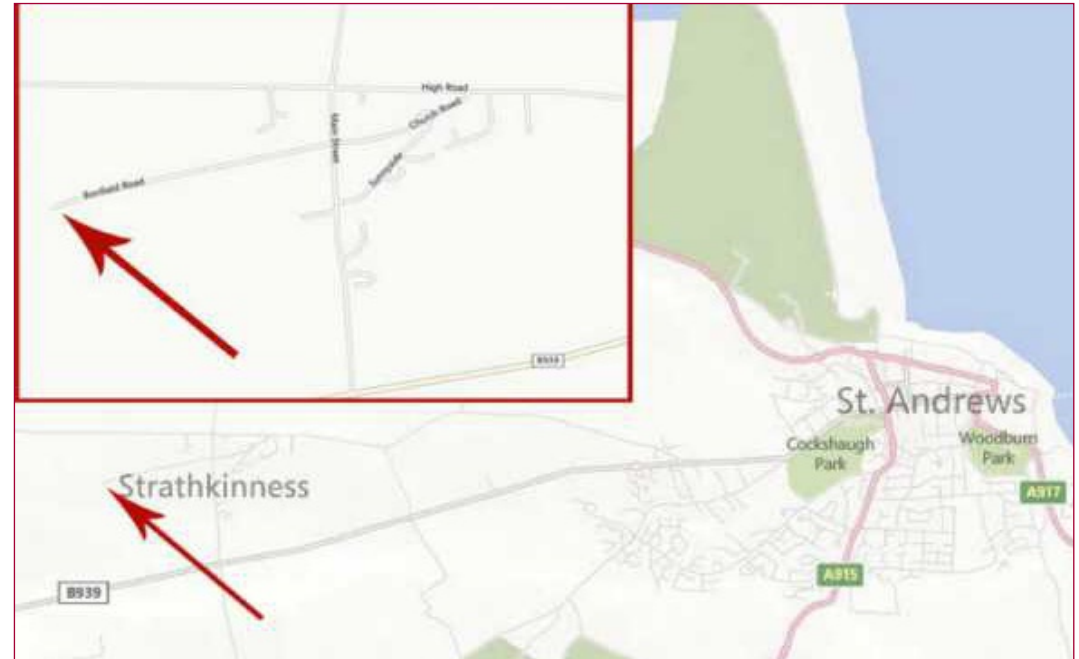 High Road
Church Road
Main Street
Sunnyside
Bonfield Road
B939
St. Andrews
Cockshaugh
Park
Woodburn
Park
Strathkinness
A917
A915
B939